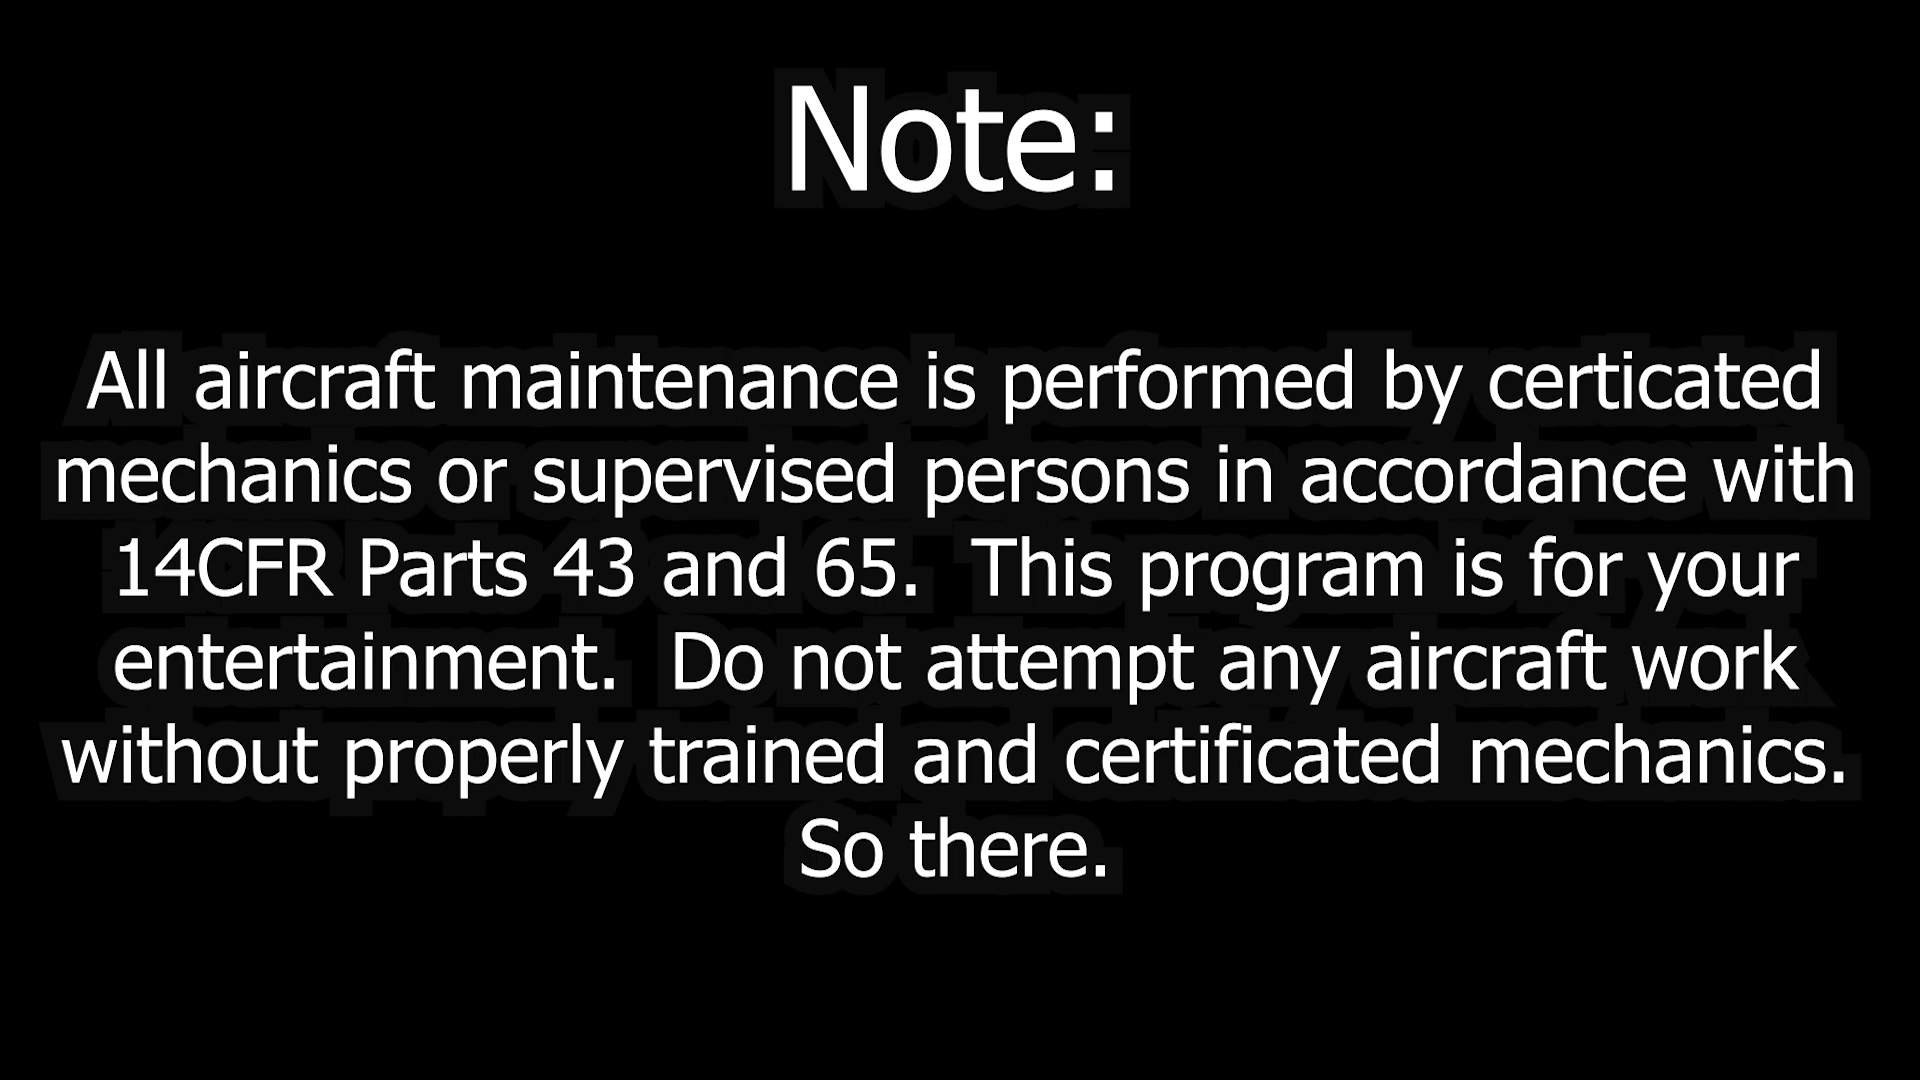 Note:
All aircraft maintenance is performed by certicated
mechanics or supervised persons in accordance with
14CFR Parts 43 and 65.  This program is for your
entertainment.  Do not attempt any aircraft work
without properly trained and certificated mechanics.
So there.